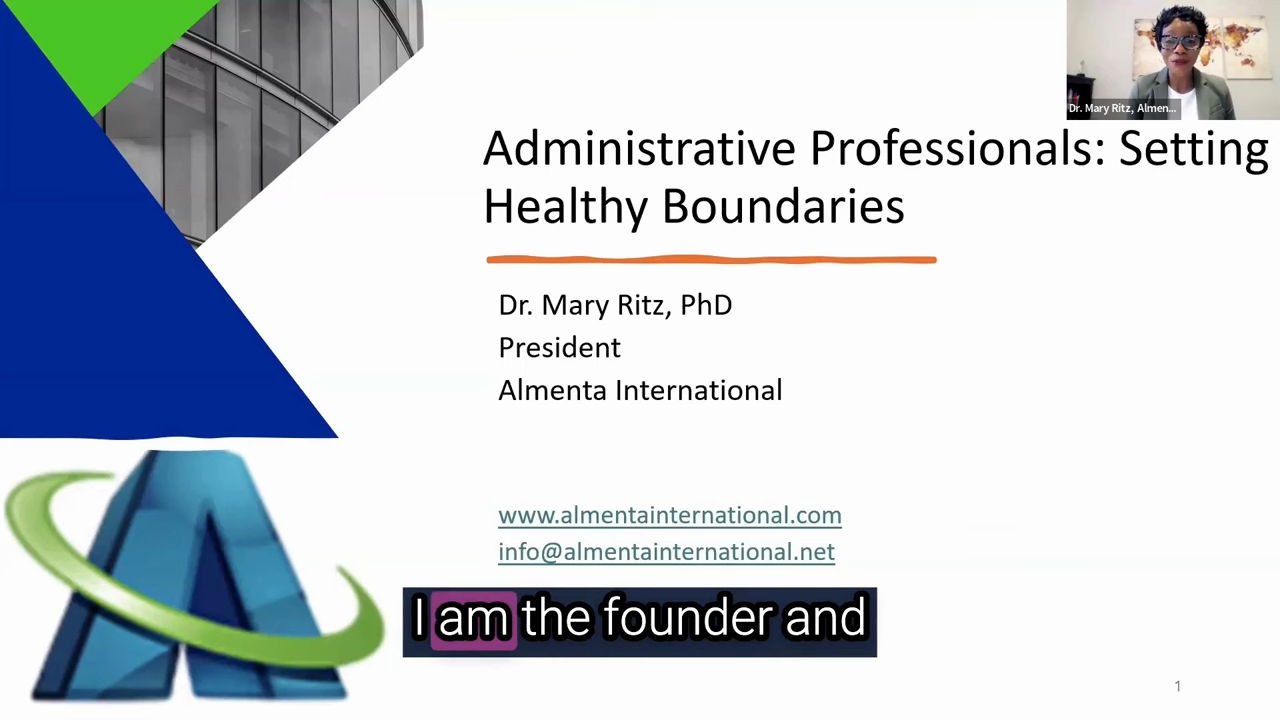 Dr. Mary Ritz, Almen...
Administrative Professionals: Setting
Healthy Boundaries
Dr. Mary Ritz, PhD
President
Almenta International
www.almentainternational.com
info@almentainternational.net
I am the founder and
1